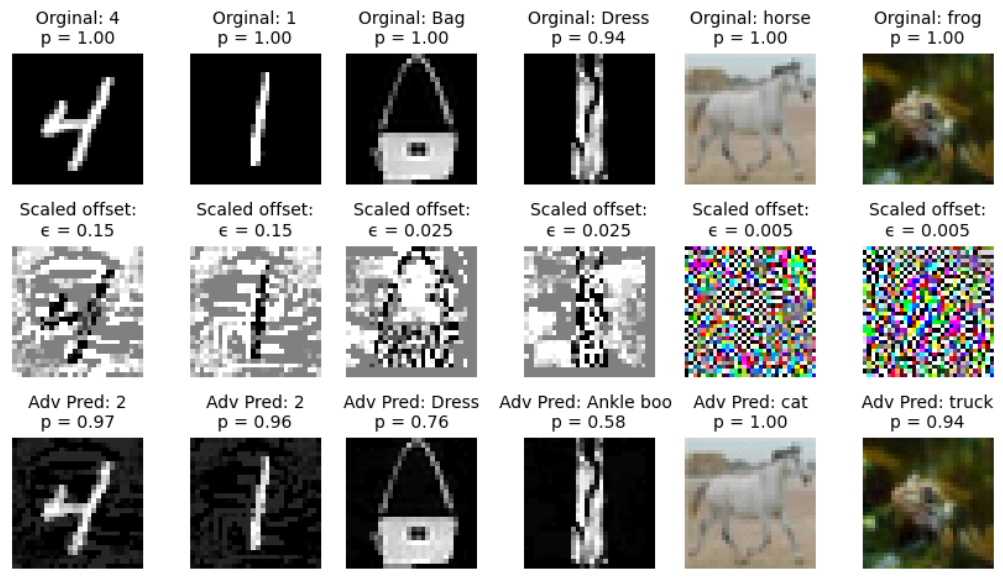 Orginal: 4
p = 1.00
Orginal: 1
p = 1.00
Orginal: Bag
p = 1.00
Orginal: Dress
p = 0.94
Orginal: horse
p = 1.00
Orginal: frog
p = 1.00
Scaled offset:
ϵ = 0.15
Scaled offset:
ϵ = 0.15
Scaled offset:
ϵ = 0.025
Scaled offset:
ϵ = 0.025
Scaled offset:
ϵ = 0.005
Scaled offset:
ϵ = 0.005
Adv Pred: 2
p = 0.97
Adv Pred: 2
p = 0.96
Adv Pred: Dress
p = 0.76
Adv Pred: Ankle boo
p = 0.58
Adv Pred: cat
p = 1.00
Adv Pred: truck
p = 0.94